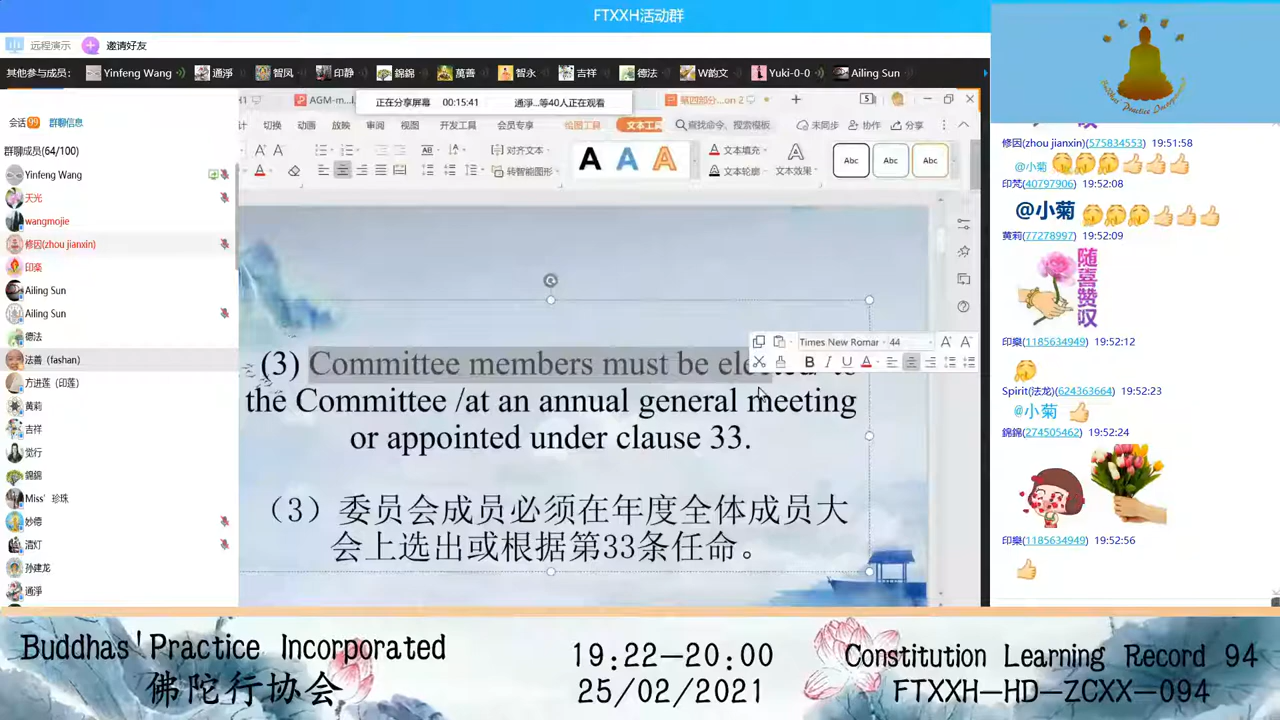 FTXXH活动群
远程演示
邀请好友
其他参与成员:
Yinfeng Wang
通淨
智凤
印静
錦錦
萬善
智永
吉祥
德法
W韵文
Yuki-0-0
Ailing Sun
会话 99 群聊信息
群聊成员(64/100)
Yinfeng Wang
天光
wangmojie
修因(zhou jianxin)
印燊
Ailing Sun
Ailing Sun
德法
法善 (fashan)
方进莲（印莲）
黄莉
吉祥
觉行
錦錦
Miss' 珍珠
妙德
清灯
孙建龙
通淨
AGM-m...
正在分享屏幕 00:15:41 通淨...等40人正在观看
第四部分...on 2
5
切换 动画 放映 审阅 视图 开发工具 会员专享 绘图工具 文本工具 查找命令、搜索模板 未同步 协作 分享
对齐文本
转智能图形
A A A
文本填充
文本轮廓
文本效果
Abc Abc Abc
Times New Roman 44
B I U A
(3) Committee members must be elected to
the Committee /at an annual general meeting
or appointed under clause 33.
（3）委员会成员必须在年度全体成员大
会上选出或根据第33条任命。
修因(zhou jianxin)(575834553) 19:51:58
@小菊
印梵(40797906) 19:52:08
@小菊
黄莉(77278997) 19:52:09
随喜赞叹
印樂(1185634949) 19:52:12
Spirit(法龙)(624363664) 19:52:23
@小菊
錦錦(274505462) 19:52:24
印樂(1185634949) 19:52:56
Buddhas' Practice Incorporated
佛陀行协会
19:22—20:00
25/02/2021
Constitution Learning Record 94
FTXXH—HD—ZCXX—094